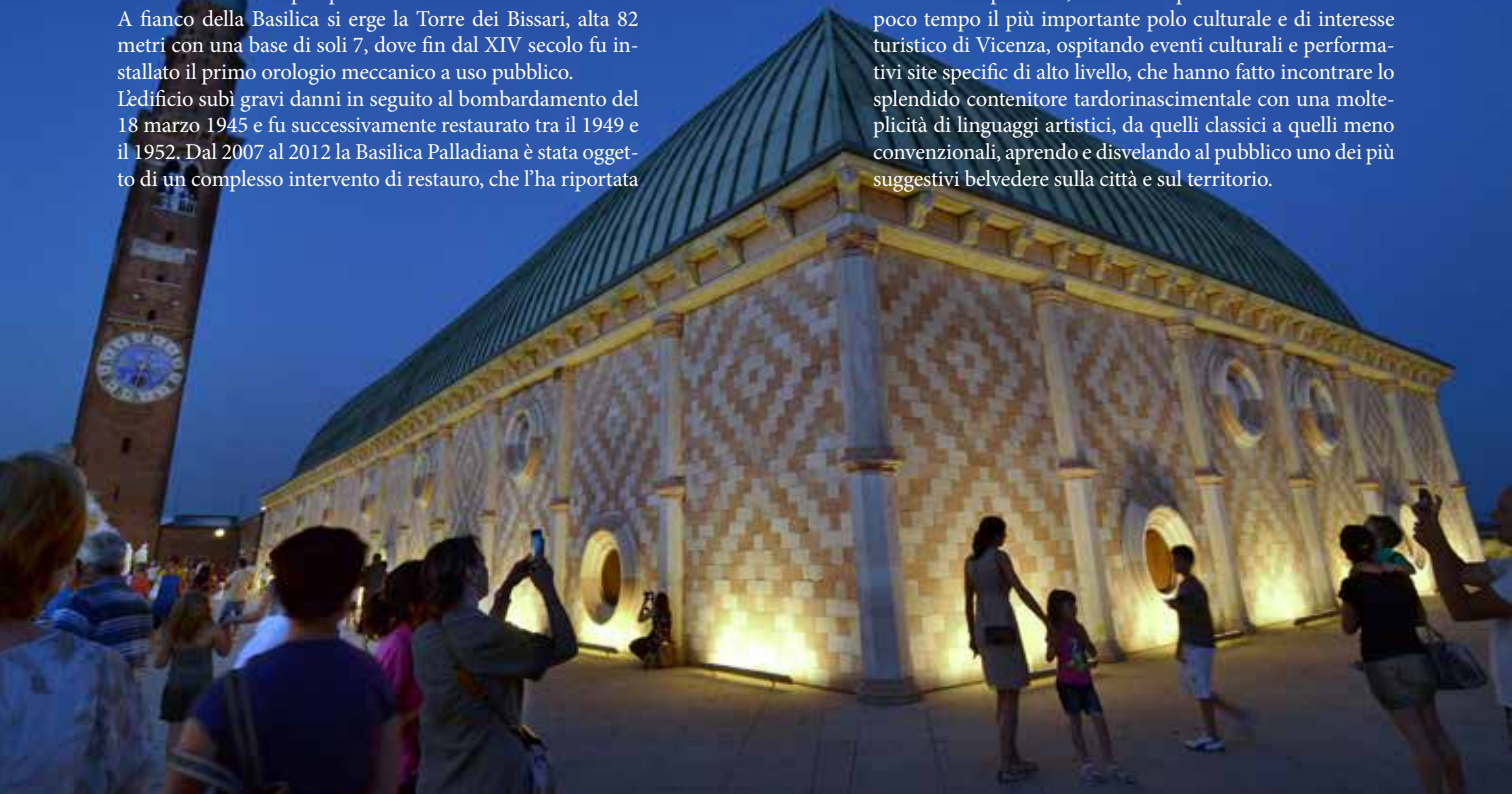 A fianco della Basilica si erge la Torre dei Bissari, alta 82
metri con una base di soli 7, dove fin dal XIV secolo fu in-
stallato il primo orologio meccanico a uso pubblico.
L'edificio subì gravi danni in seguito al bombardamento del
18 marzo 1945 e fu successivamente restaurato tra il 1949 e
il 1952. Dal 2007 al 2012 la Basilica Palladiana è stata ogget-
to di un complesso intervento di restauro, che l'ha riportata
poco tempo il più importante polo culturale e di interesse
turistico di Vicenza, ospitando eventi culturali e performa-
tivi site specific di alto livello, che hanno fatto incontrare lo
splendido contenitore tardorinascimentale con una molte-
plicità di linguaggi artistici, da quelli classici a quelli meno
convenzionali, aprendo e disvelando al pubblico uno dei più
suggestivi belvedere sulla città e sul territorio.